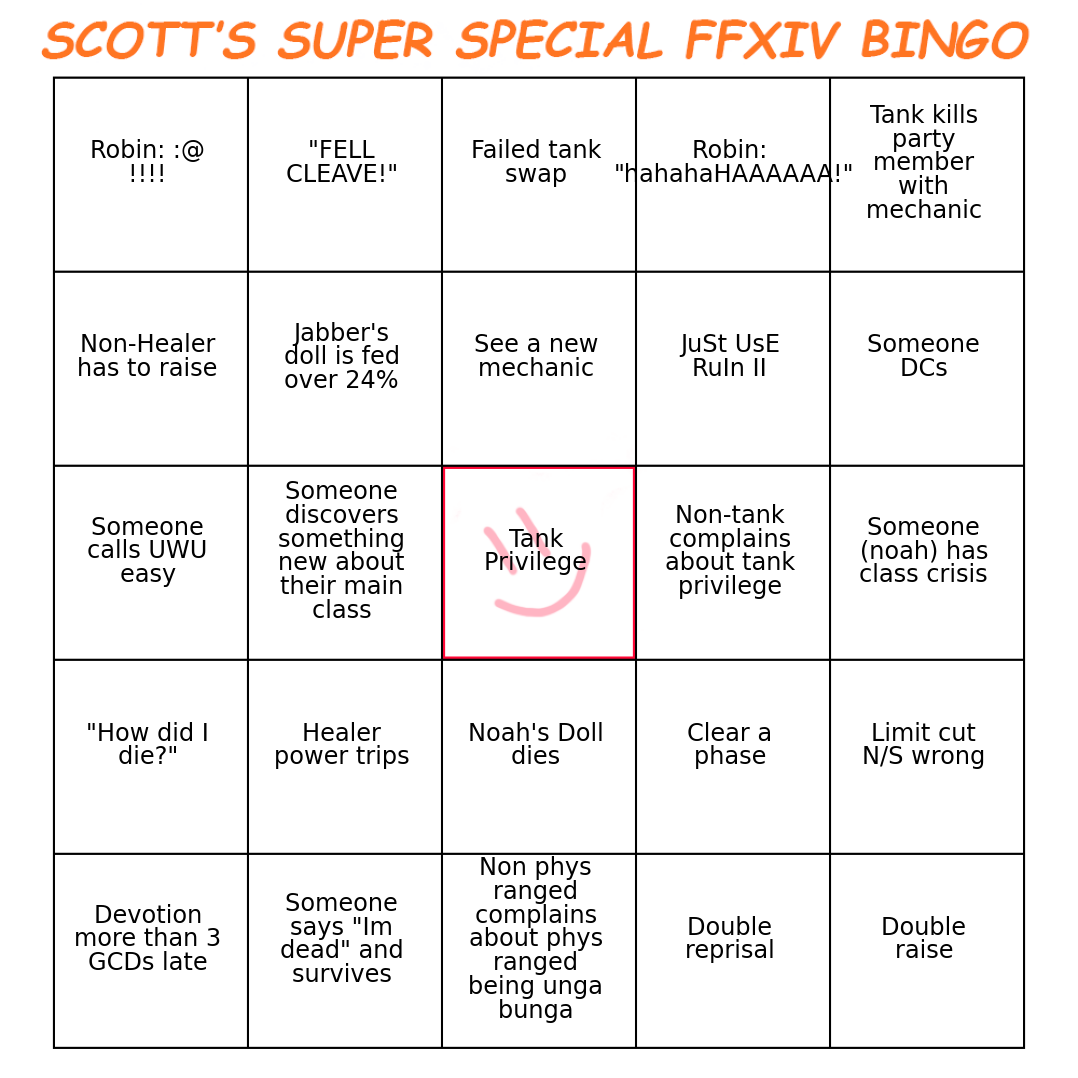 SCOTT'S SUPER SPECIAL FFXIV BINGO
Robin: :@
!!!!
"FELL
CLEAVE!"
Failed tank
swap
Robin:
"hahahaHAAAAAA!"
Tank kills
party
member
with
mechanic
Non-Healer
has to raise
Jabber's
doll is fed
over 24%
See a new
mechanic
JuSt UsE
RuIn II
Someone
DCs
Someone
calls UWU
easy
Someone
discovers
something
new about
their main
class
Tank
Privilege
Non-tank
complains
about tank
privilege
Someone
(noah) has
class crisis
"How did I
die?"
Healer
power trips
Noah's Doll
dies
Clear a
phase
Limit cut
N/S wrong
Devotion
more than 3
GCDs late
Someone
says "Im
dead" and
survives
Non phys
ranged
complains
about phys
ranged
being unga
bunga
Double
reprisal
Double
raise